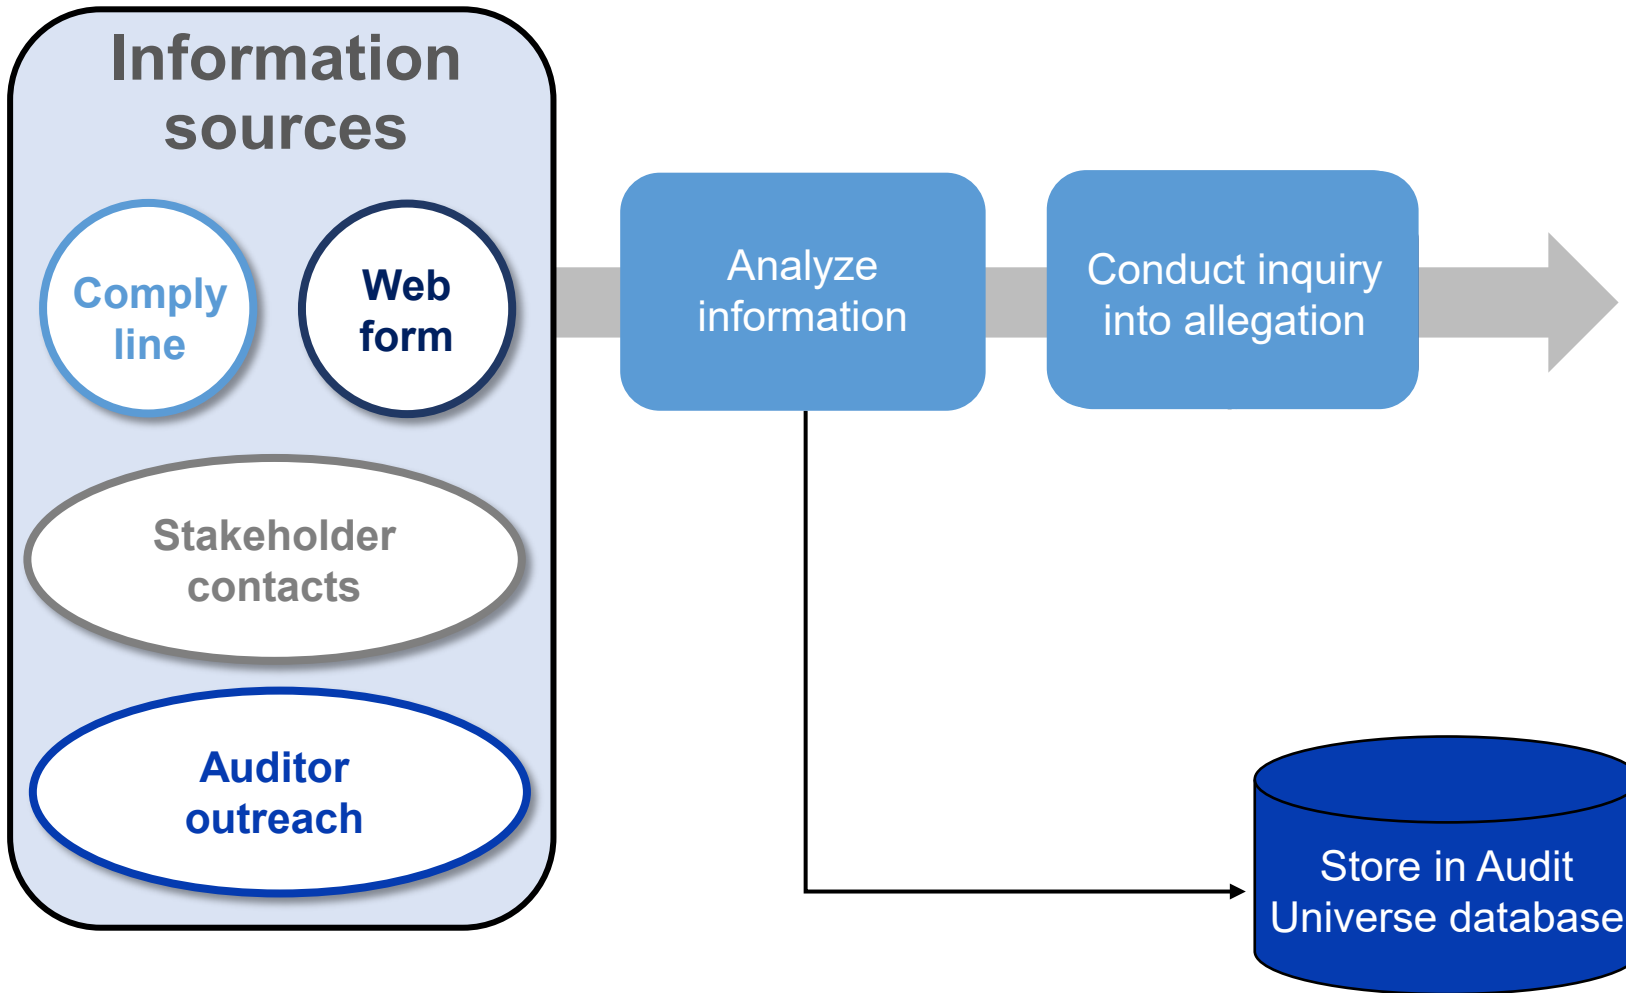 Information
sources
Comply
line
Web
form
Analyze
information
Conduct inquiry
into allegation
Stakeholder
contacts
Auditor
outreach
Store in Audit
Universe database